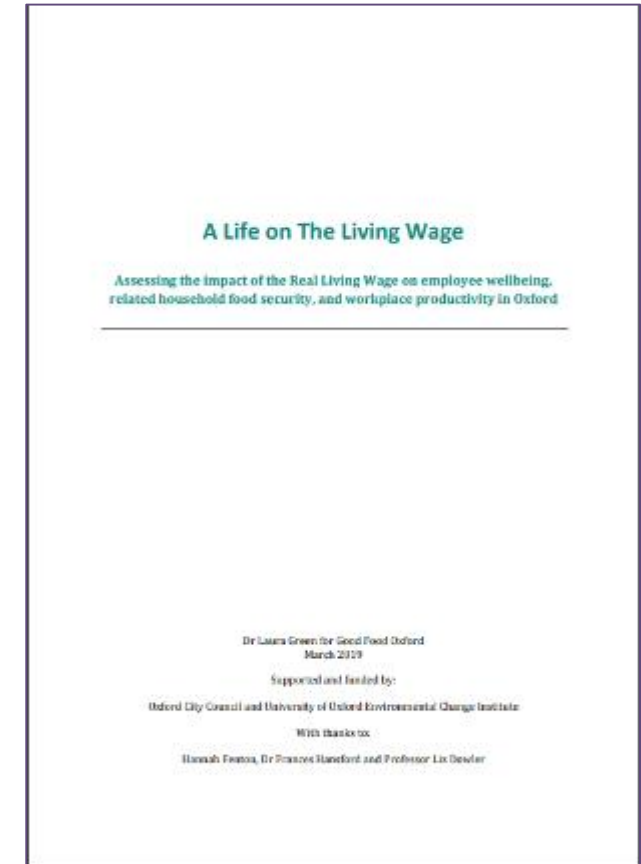 A Life on The Living Wage
Assessing the impact of the Real Living Wage on employee wellbeing,
related household food security, and workplace productivity in Oxford
Dr Laura Green for Good Food Oxford
March 2019
Supported and funded by:
Oxford City Council and University of Oxford Environmental Change Institute
With thanks to:
Hannah Fenton, Dr Frances Hansford and Professor Liz Dowler